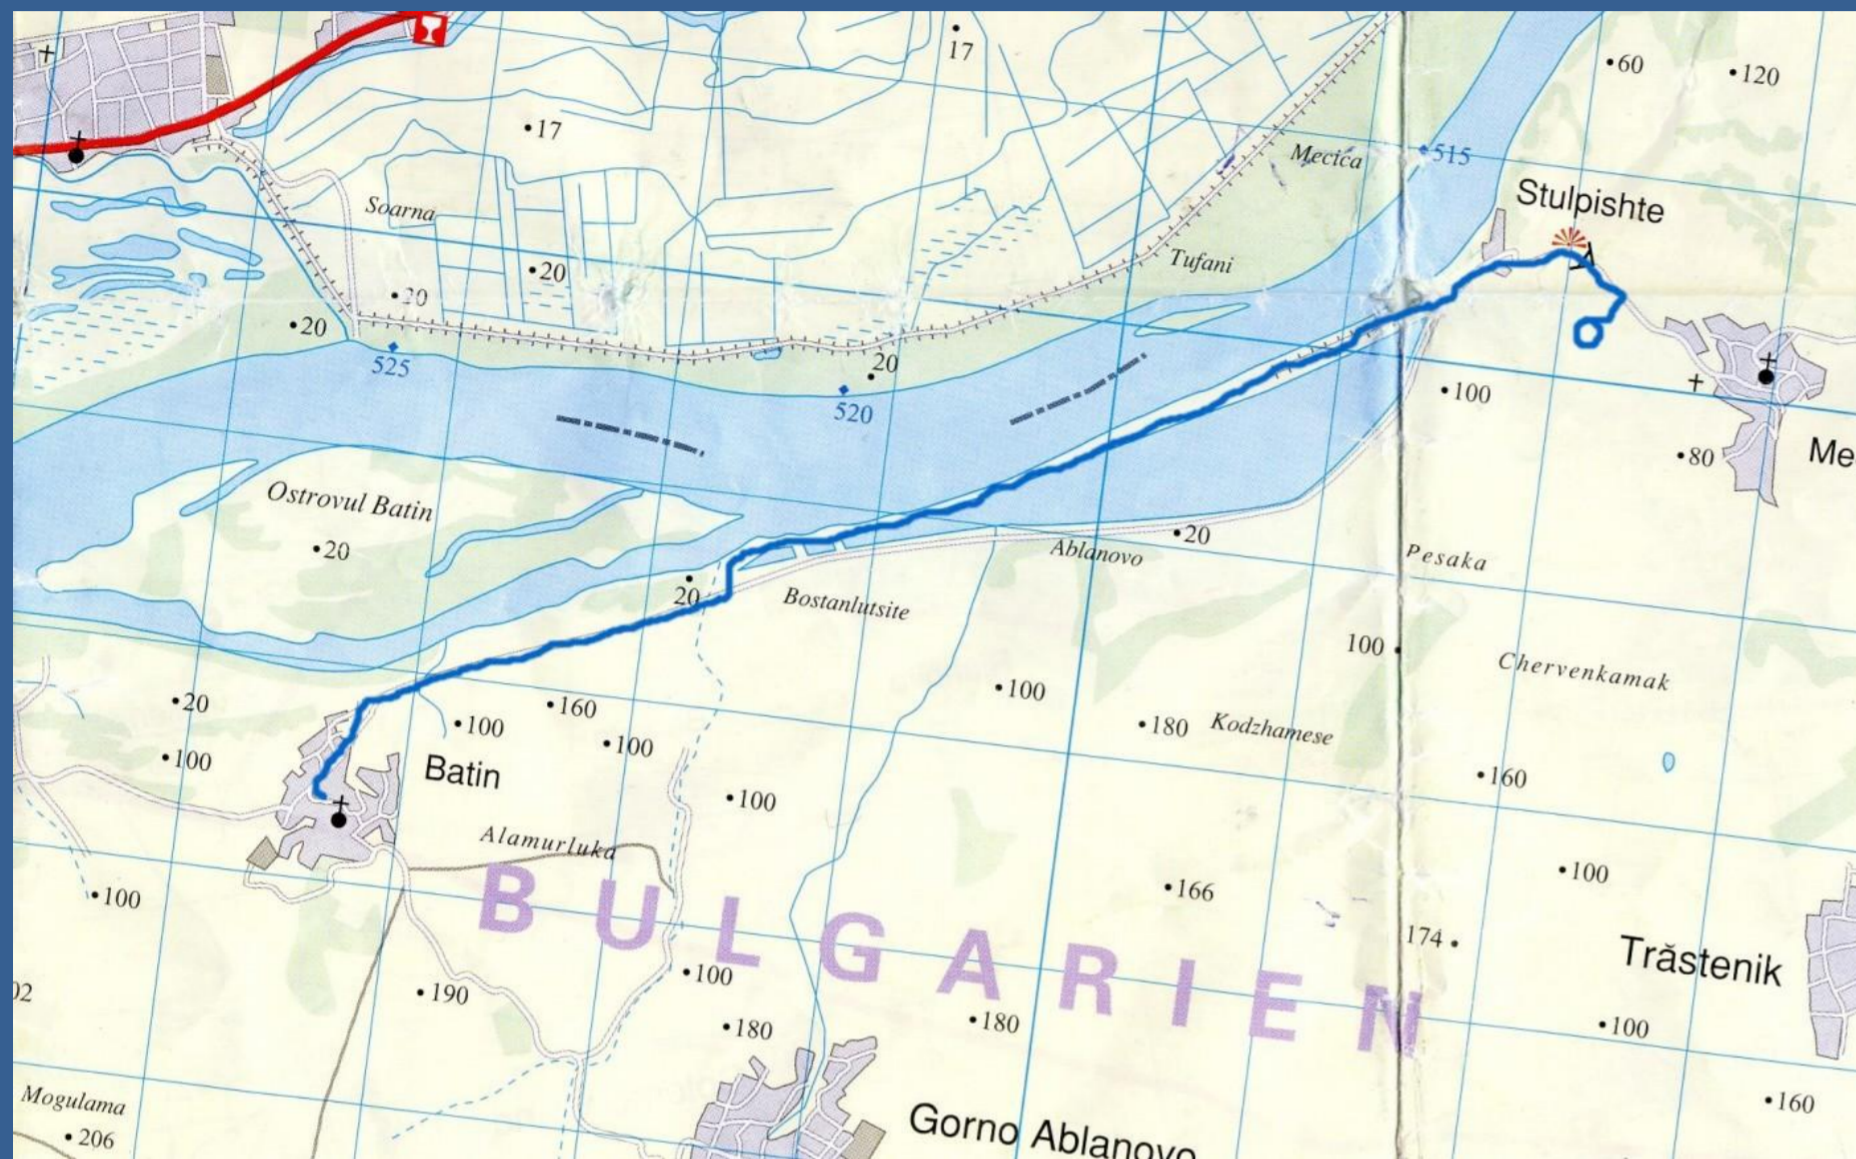 17
60
120
17
Mecica
515
Stulpishte
Soarna
Tufani
20
20
20
525
20
520
100
80
Me
Ostrovul Batin
20
20
Ablanovo
Pesaka
20
Bostanlutsite
100
Chervenkamak
20
160
100
100
100
180
Kodzhamese
100
Batin
160
100
Alamurluka
100
166
100
BULGARIEN
174
Trăstenik
02
190
100
180
180
100
Mogulama
206
Gorno Ablanovo
160